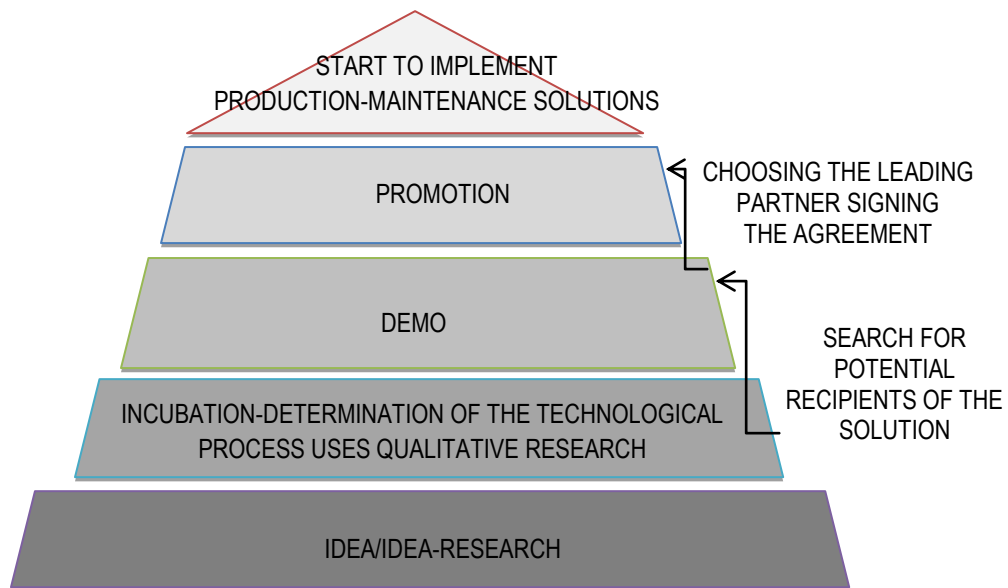 START TO IMPLEMENT
PRODUCTION-MAINTENANCE SOLUTIONS
PROMOTION
CHOOSING THE LEADING
PARTNER SIGNING
THE AGREEMENT
DEMO
SEARCH FOR
POTENTIAL
RECIPIENTS OF THE
SOLUTION
INCUBATION-DETERMINATION OF THE TECHNOLOGICAL
PROCESS USES QUALITATIVE RESEARCH
IDEA/IDEA-RESEARCH